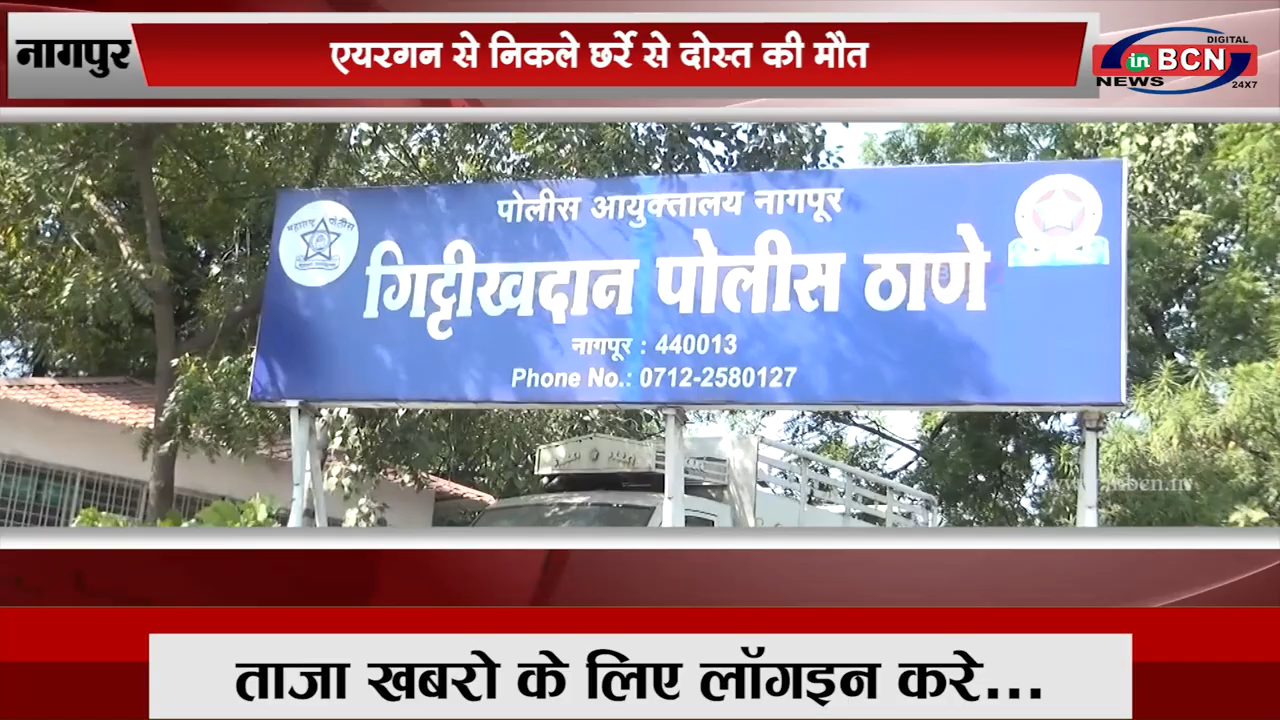 नागपुर
एयरगन से निकले छर्रे से दोस्त की मौत
DIGITAL
in BCN
NEWS
24X7
पोलीस आयुक्तालय नागपूर
महाराष्ट्र पोलीस
गिट्टीखदान पोलीस ठाणे
नागपूर : 440013
Phone No.: 0712-2580127
ताजा खबरो के लिए लॉगइन करे...